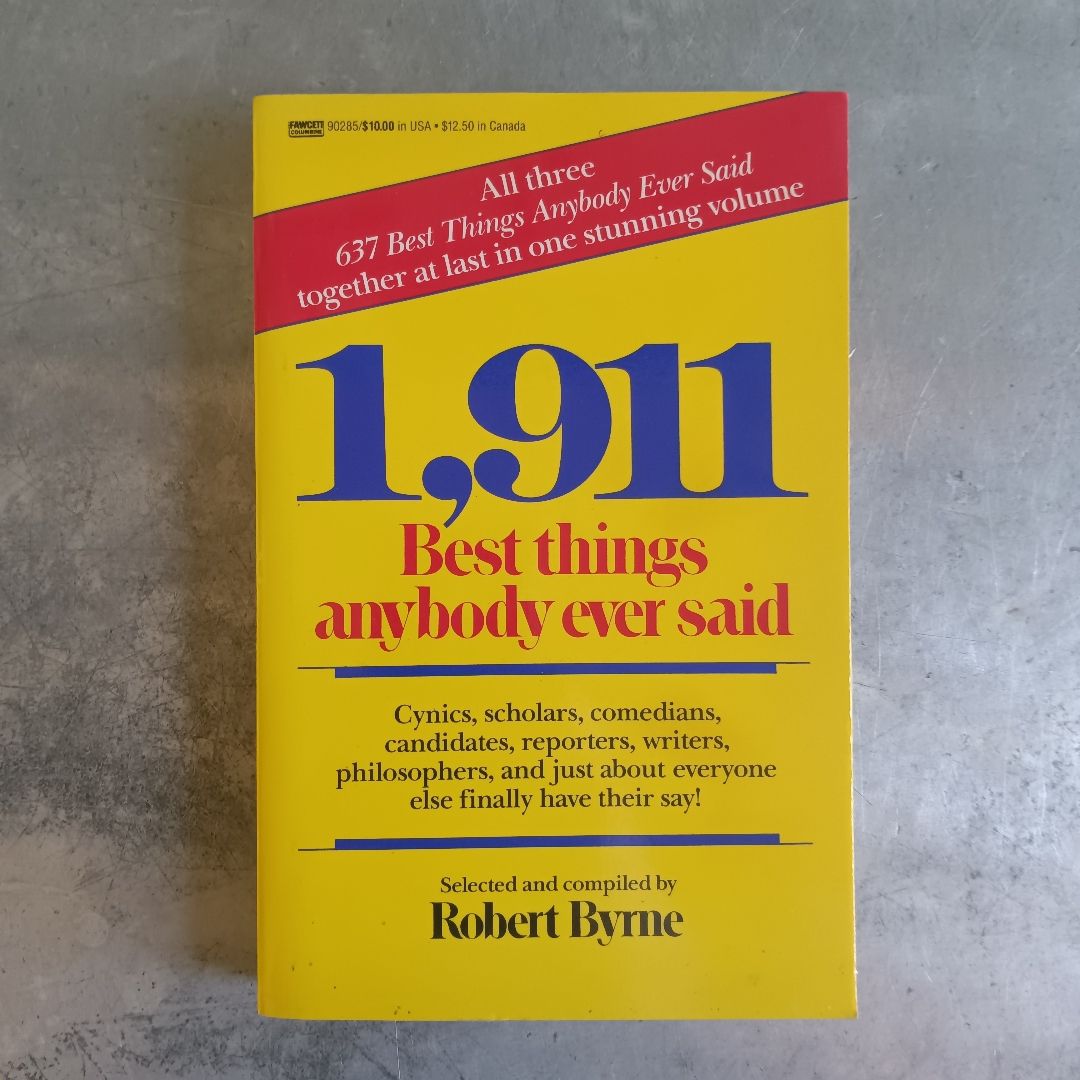 FAWCETT
COLUMBINE
90285/$10.00 in USA • $12.50 in Canada
All three
637 Best Things Anybody Ever Said
together at last in one stunning volume
1,911
Best things
anybody ever said
Cynics, scholars, comedians,
candidates, reporters, writers,
philosophers, and just about everyone
else finally have their say!
Selected and compiled by
Robert Byrne